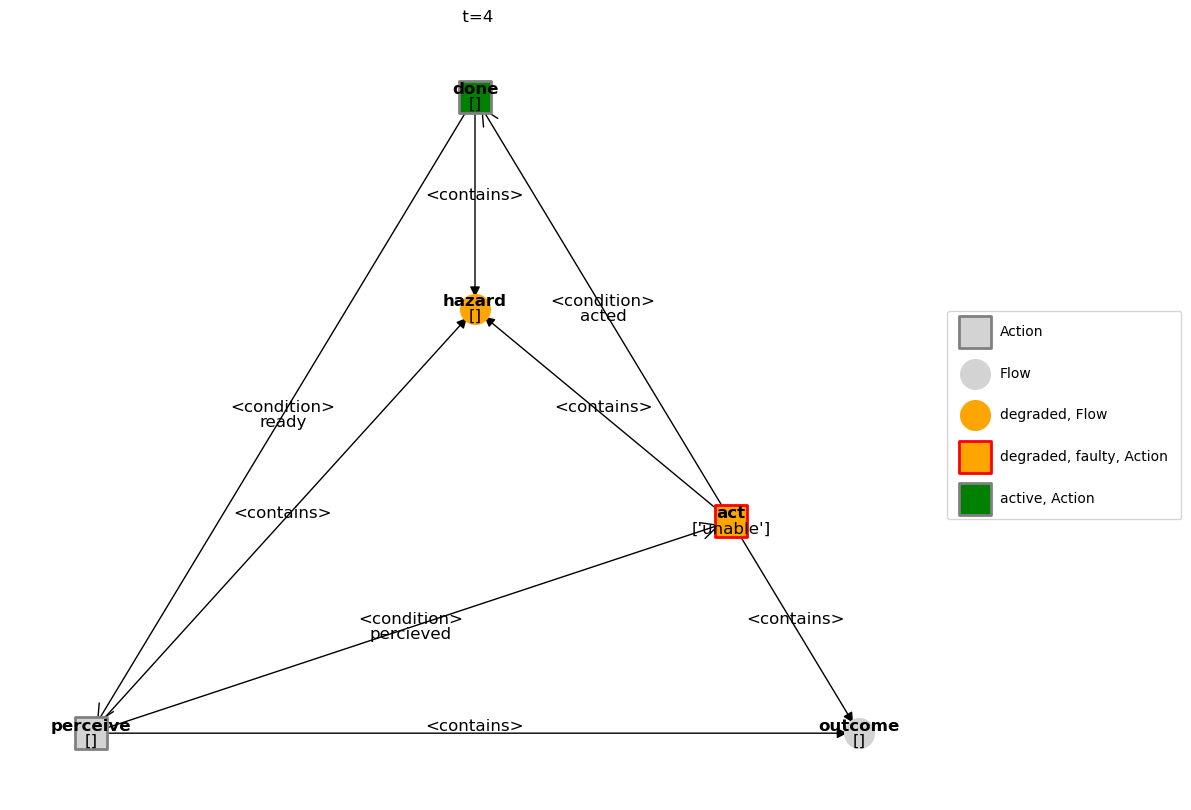 t=4
done
[]
<contains>
hazard
[]
<condition>
acted
Action
Flow
<condition>
ready
<contains>
degraded, Flow
degraded, faulty, Action
active, Action
<contains>
act
['unable']
<condition>
percieved
<contains>
perceive
[]
<contains>
outcome
[]